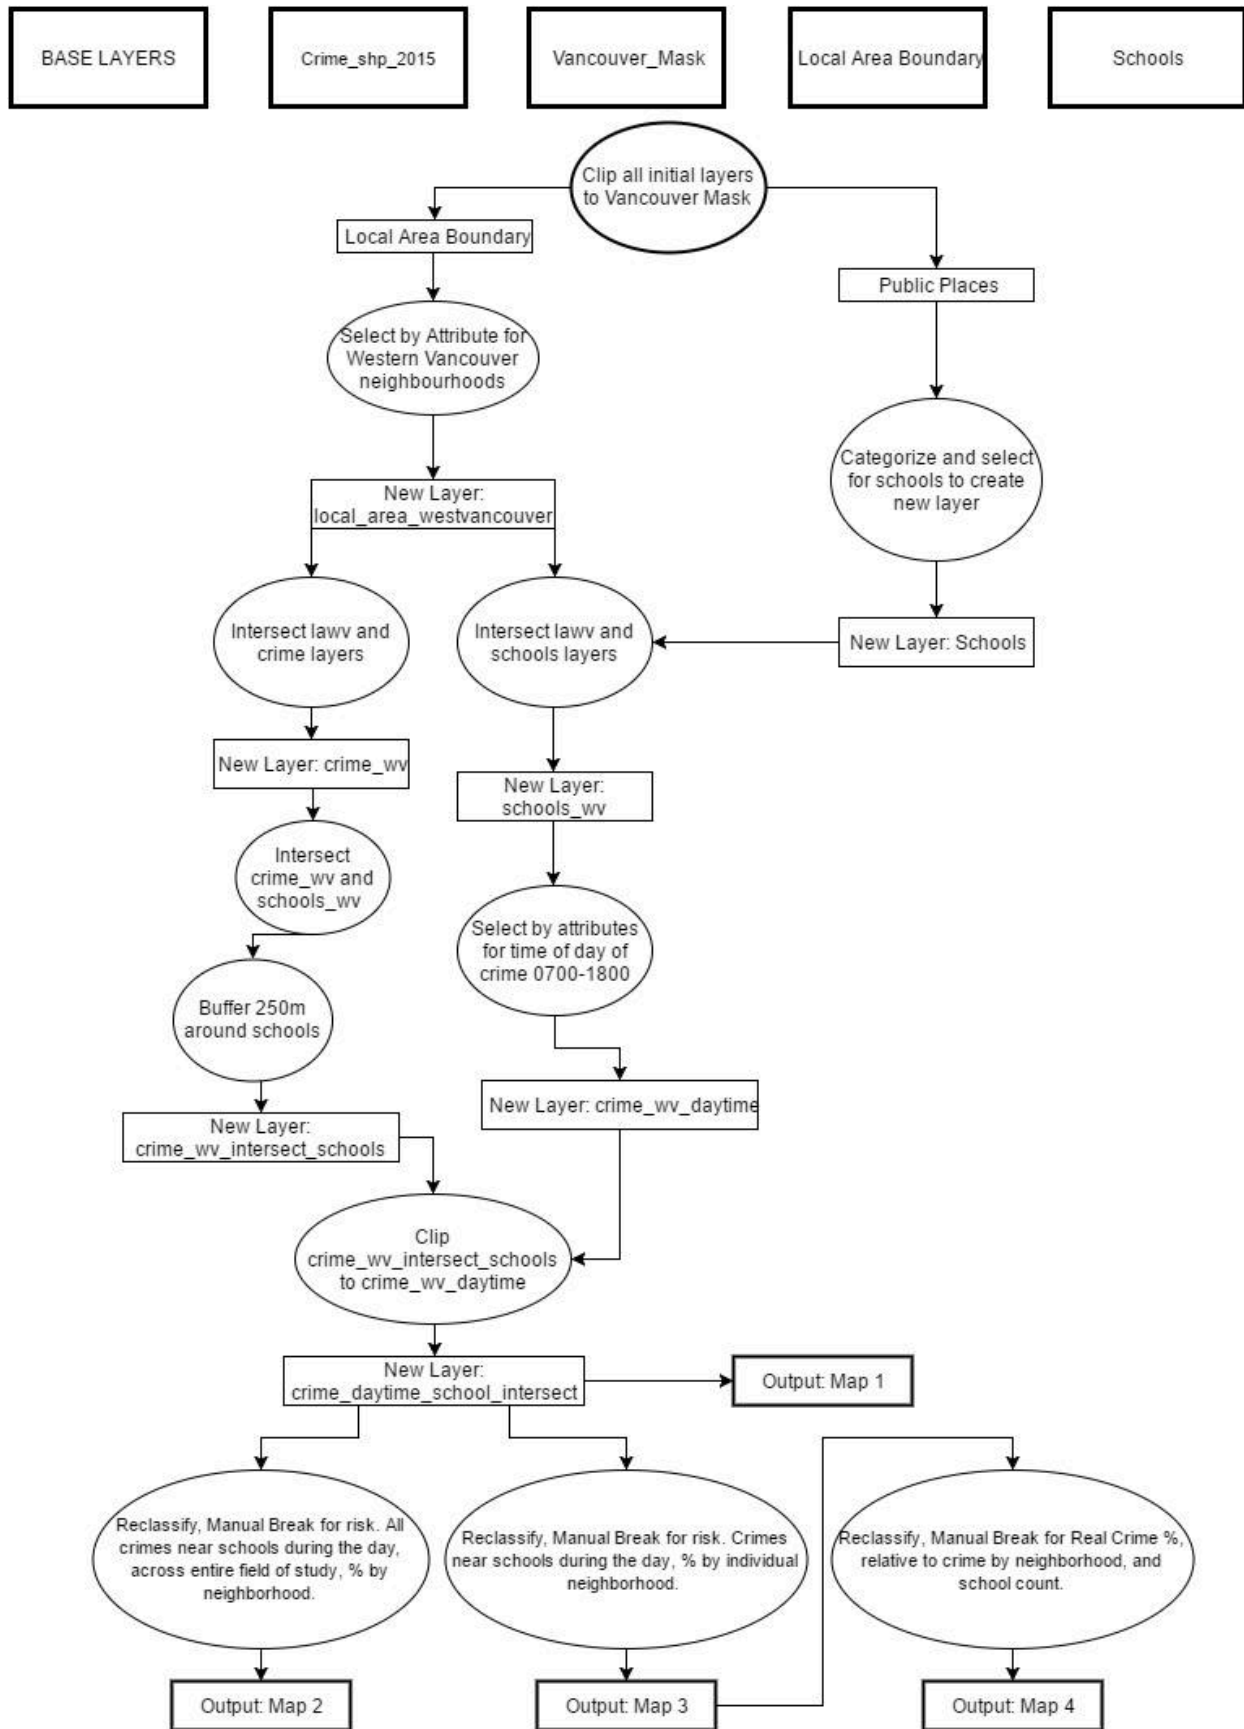 BASE LAYERS
Crime_shp_2015
Vancouver_Mask
Local Area Boundary
Schools
Clip all initial layers
to Vancouver Mask
Local Area Boundary
Public Places
Select by Attribute for
Western Vancouver
neighbourhoods
Categorize and select
for schools to create
new layer
New Layer:
local_area_westvancouver
Intersect lawv and
crime layers
Intersect lawv and
schools layers
New Layer: Schools
New Layer: crime_wv
New Layer:
schools_wv
Intersect
crime_wv and
schools_wv
Select by attributes
for time of day of
crime 0700-1800
Buffer 250m
around schools
New Layer: crime_wv_daytime
New Layer:
crime_wv_intersect_schools
Clip
crime_wv_intersect_schools
to crime_wv_daytime
New Layer:
crime_daytime_school_intersect
Output: Map 1
Reclassify, Manual Break for risk. All
crimes near schools during the day,
across entire field of study, % by
neighborhood.
Reclassify, Manual Break for risk. Crimes
near schools during the day, % by individual
neighborhood.
Reclassify, Manual Break for Real Crime %,
relative to crime by neighborhood, and
school count.
Output: Map 2
Output: Map 3
Output: Map 4